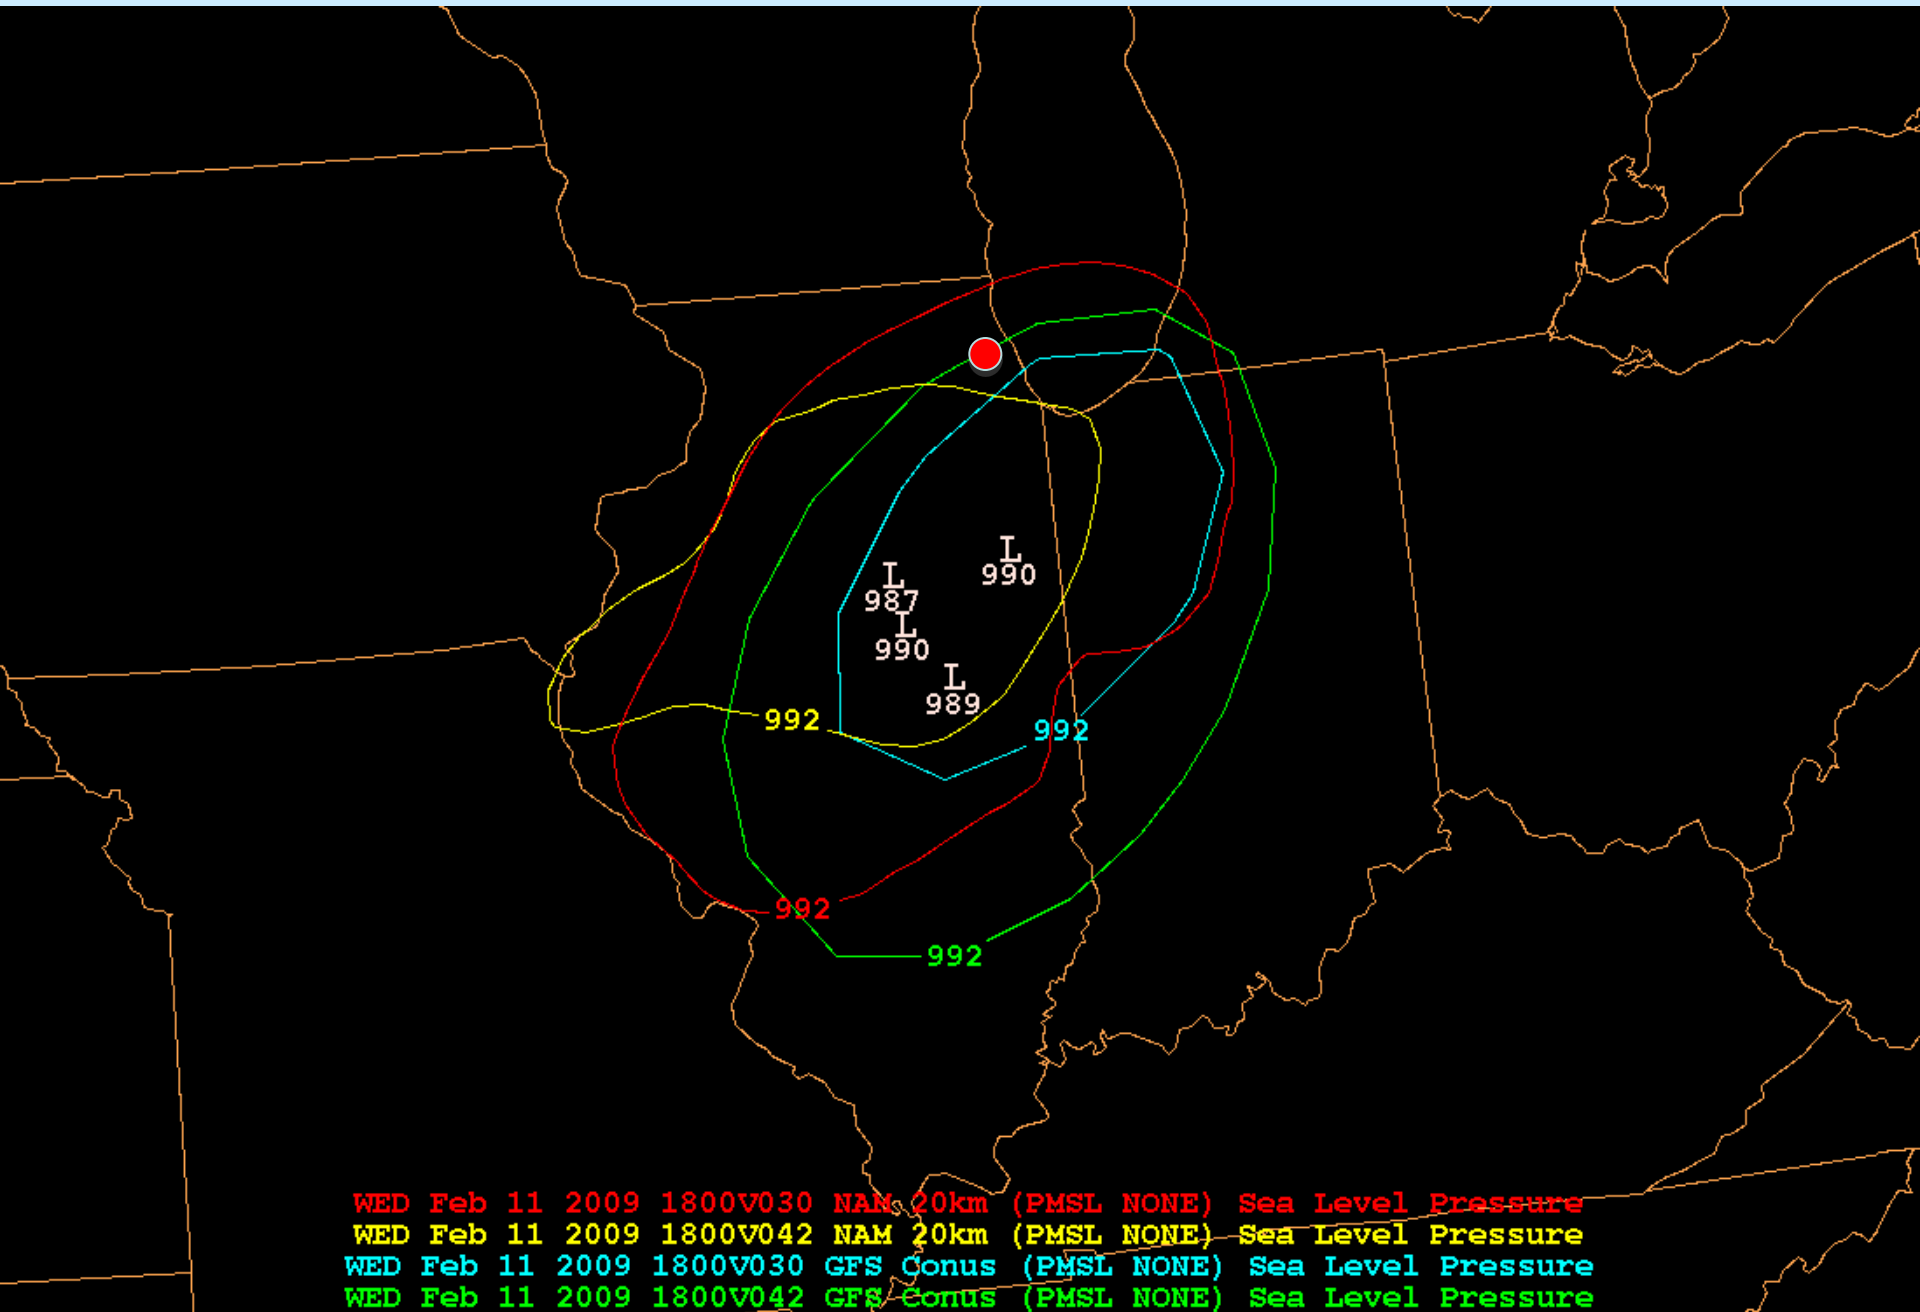 L
990
L
987
L
990
L
989
992
992
992
992
WED Feb 11 2009 1800V030 NAM 20km (PMSL NONE) Sea Level Pressure
WED Feb 11 2009 1800V042 NAM 20km (PMSL NONE) Sea Level Pressure
WED Feb 11 2009 1800V030 GFS Conus (PMSL NONE) Sea Level Pressure
WED Feb 11 2009 1800V042 GFS Conus (PMSL NONE) Sea Level Pressure